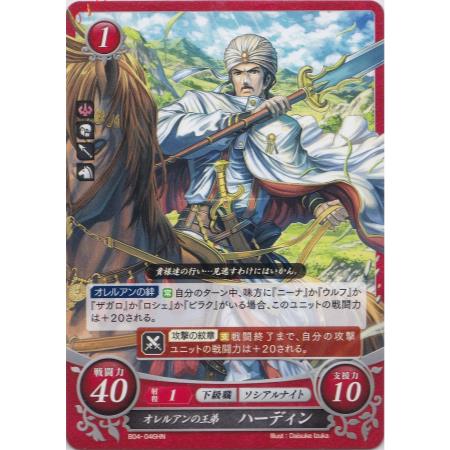 1
貴様達の行い…見逃すわけにはいかん。
オレルアンの絆 常 自分のターン中、味方に『ニーナ』か『ウルフ』か
『ザガロ』か『ロシェ』か『ビラク』がいる場合、このユニットの戦闘力
は+20される。
攻撃の紋章 支 戦闘終了まで、自分の攻撃
ユニットの戦闘力は+20される。
戦闘力
40
射程 1 下級職 ソシアルナイト
支援力
10
オレルアンの王弟 ハーディン
B04-046HN
Illust : Daisuke Izuka